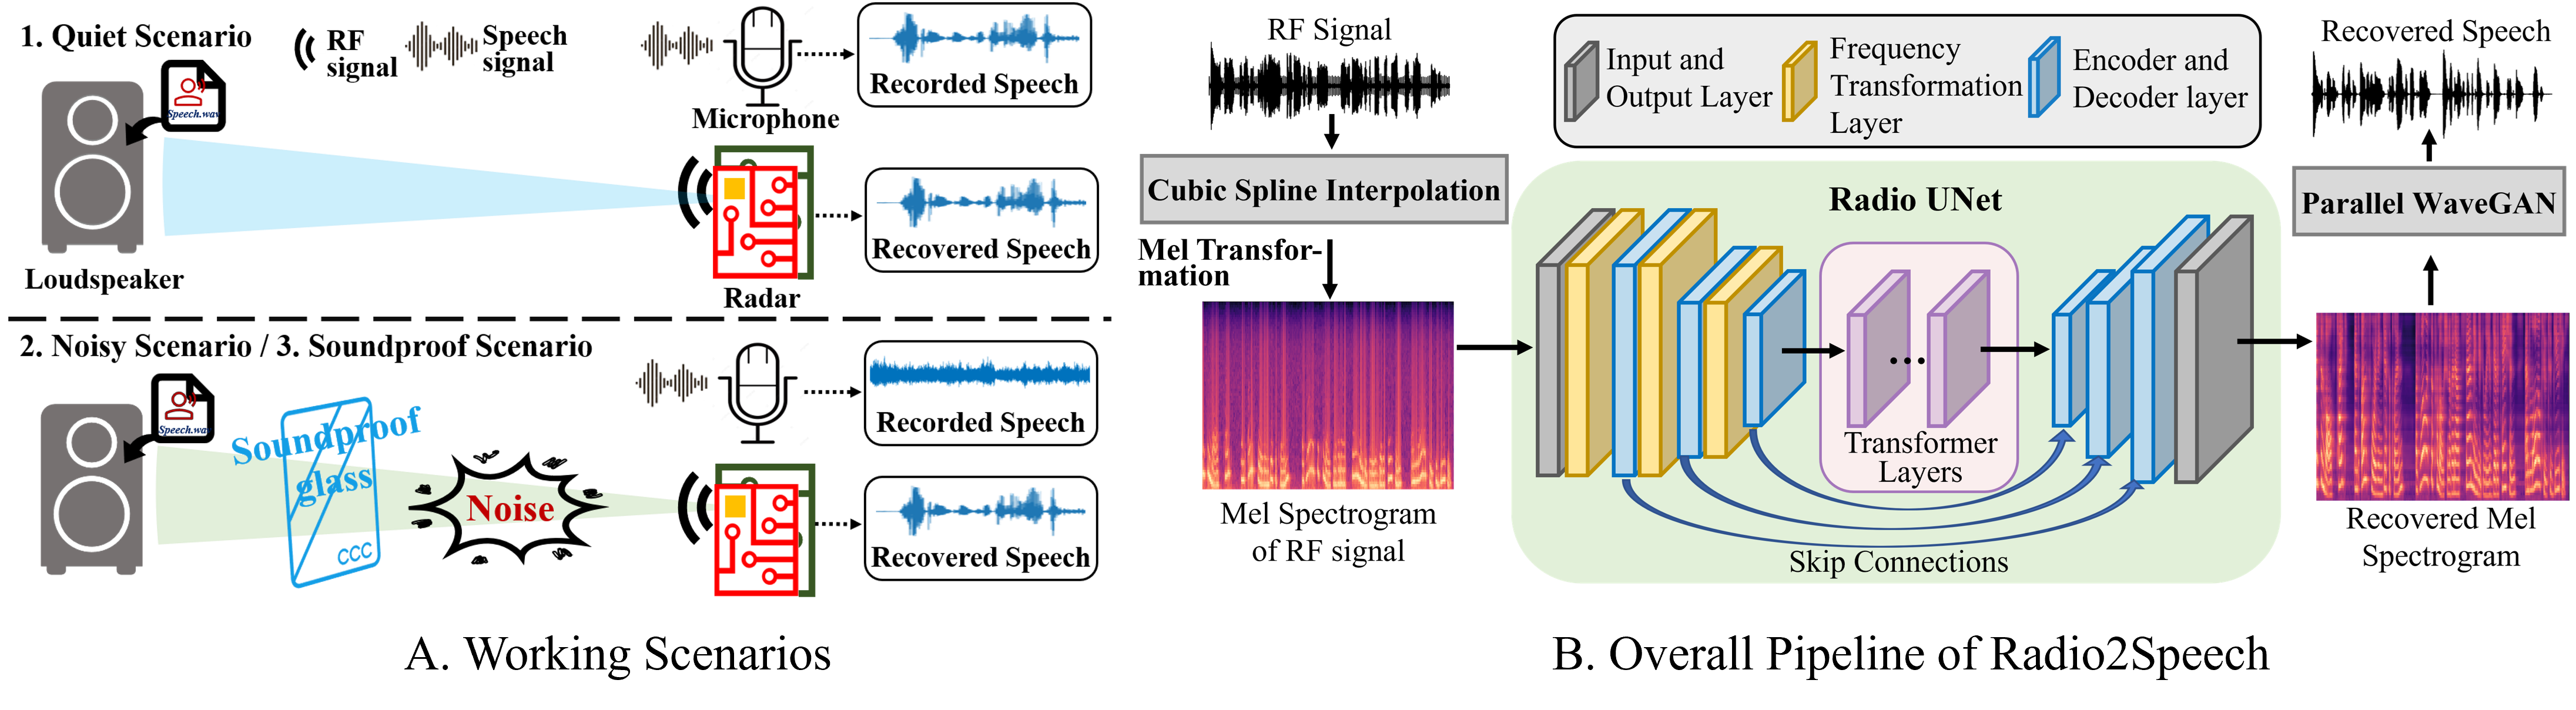 1. Quiet Scenario
RF
signal
Speech
signal
Speech.wav
Loudspeaker
Microphone
Recorded Speech
Radar
Recovered Speech
2. Noisy Scenario / 3. Soundproof Scenario
Speech.wav
Soundproof
glass
CCC
Noise
Recorded Speech
Recovered Speech
A. Working Scenarios
RF Signal
Cubic Spline Interpolation
Mel Transfor-
mation
Mel Spectrogram
of RF signal
Input and
Output Layer
Frequency
Transformation
Layer
Encoder and
Decoder layer
Radio UNet
...
Transformer
Layers
Skip Connections
Recovered Speech
Parallel WaveGAN
Recovered Mel
Spectrogram
B. Overall Pipeline of Radio2Speech